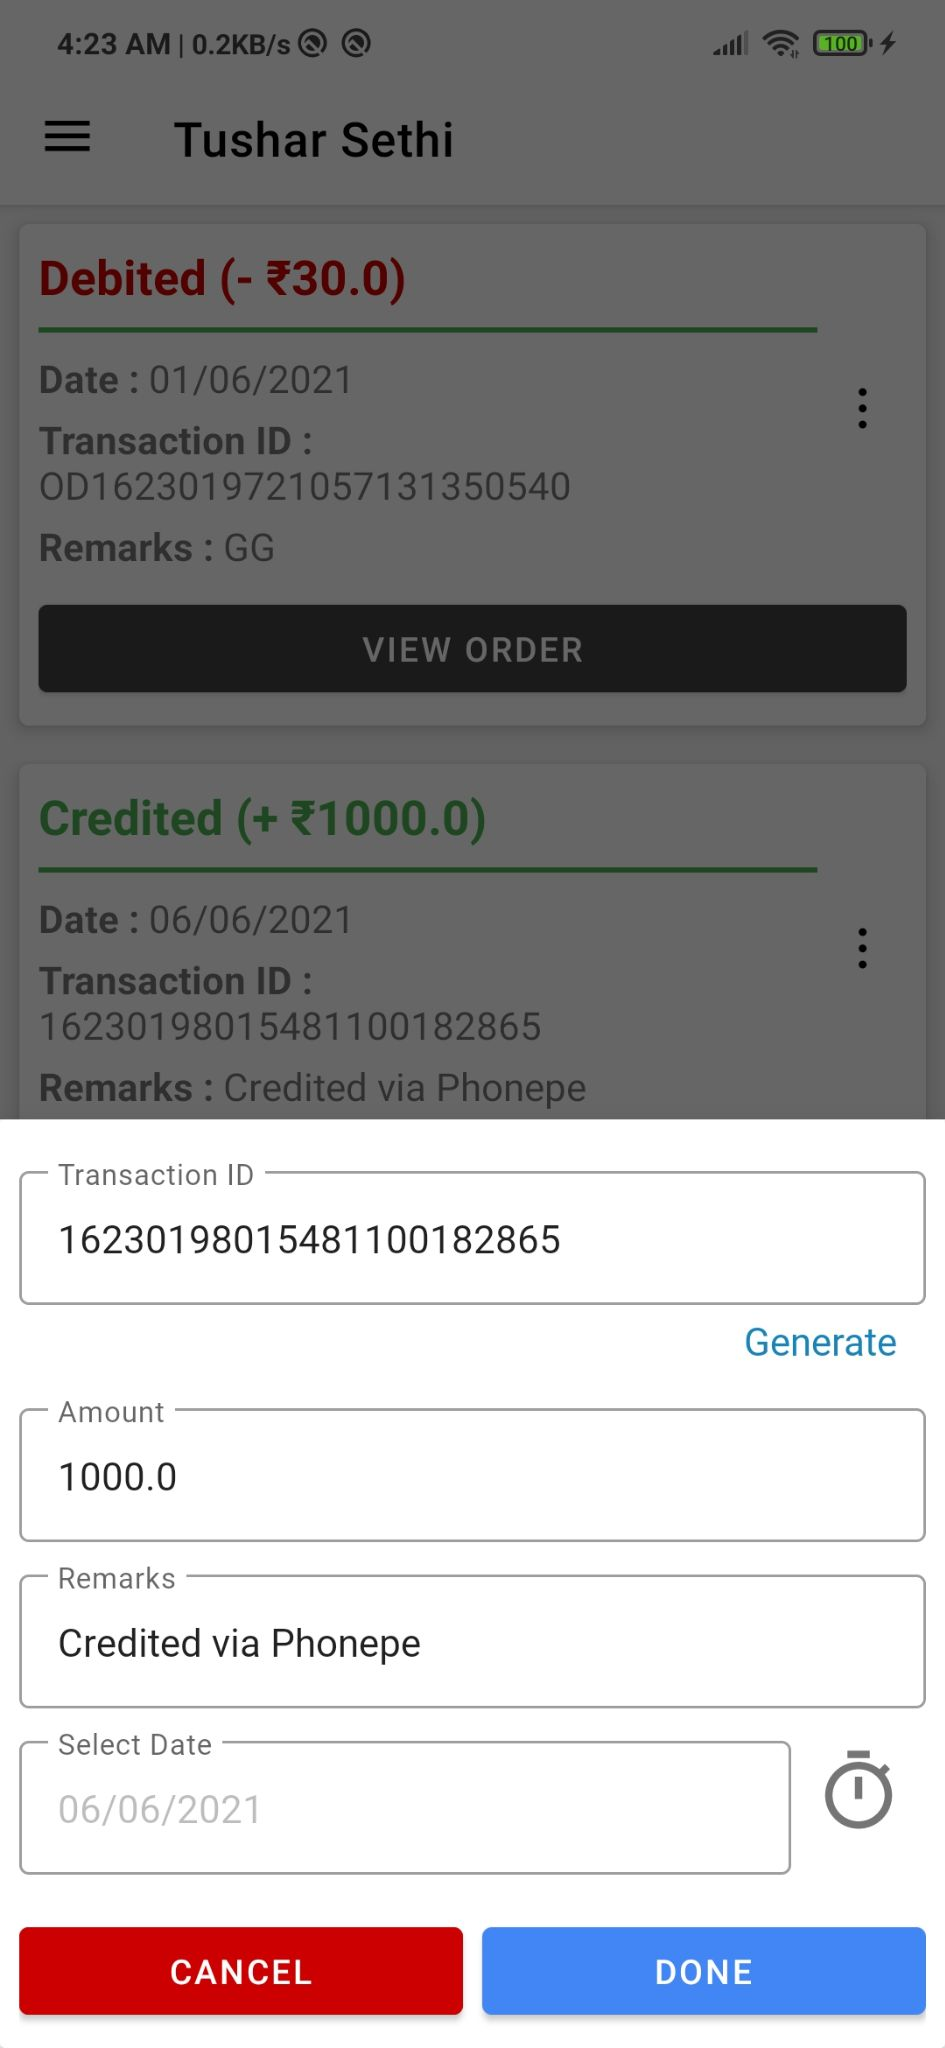 4:23 AM | 0.2KB/s
100
Tushar Sethi
Debited (- ₹30.0)
Date : 01/06/2021
Transaction ID :
OD1623019721057131350540
Remarks : GG
VIEW ORDER
Credited (+ ₹1000.0)
Date : 06/06/2021
Transaction ID :
16230198015481100182865
Remarks : Credited via Phonepe
Transaction ID
16230198015481100182865
Generate
Amount
1000.0
Remarks
Credited via Phonepe
Select Date
06/06/2021
CANCEL
DONE